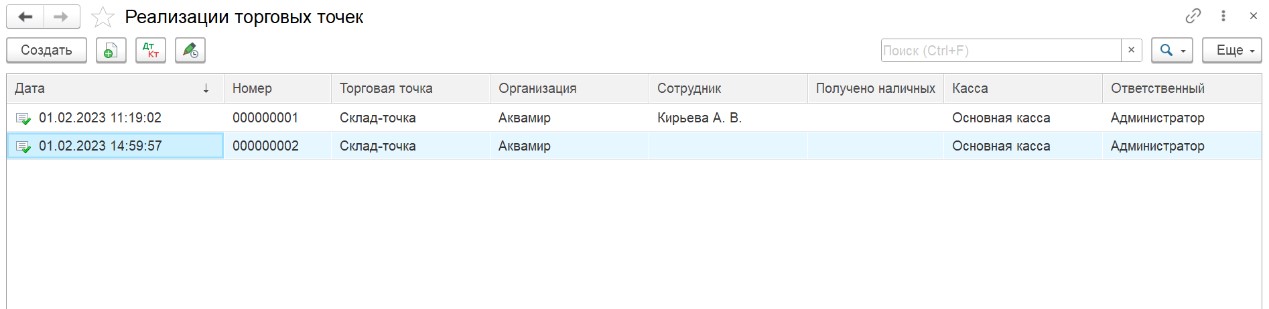 Реализации торговых точек
Создать Дт Кт Поиск (Ctrl+F) × Еще
Дата ↓ Номер Торговая точка Организация Сотрудник Получено наличных Касса Ответственный
01.02.2023 11:19:02 000000001 Склад-точка Аквамир Кирьева А. В. Основная касса Администратор
01.02.2023 14:59:57 000000002 Склад-точка Аквамир Основная касса Администратор